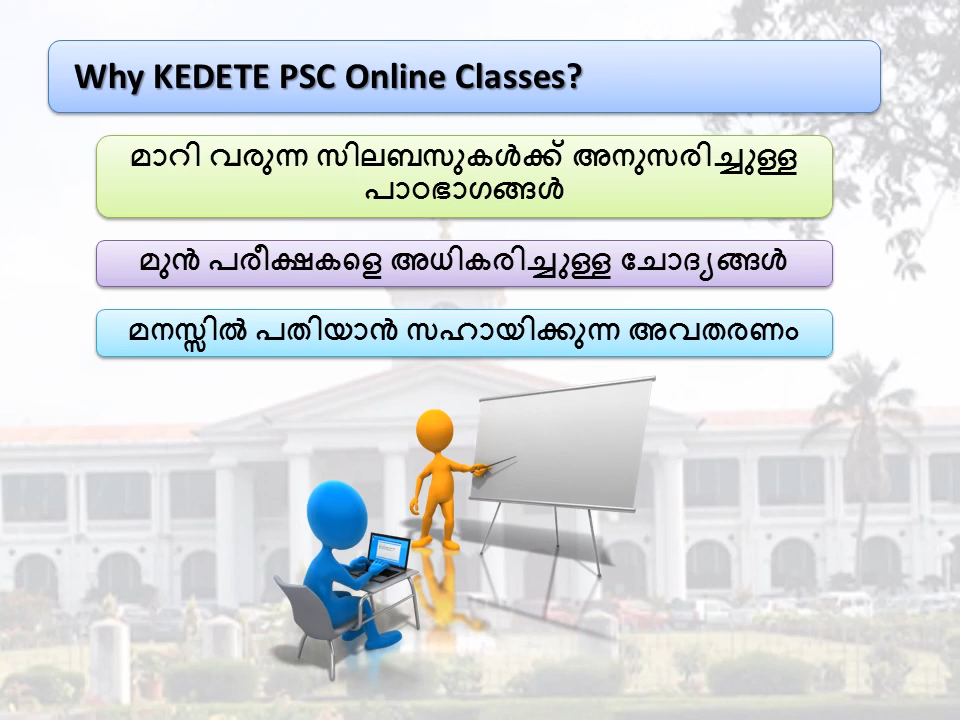 Why KEDETE PSC Online Classes?
മാറി വരുന്ന സിലബസുകൾക്ക് അനുസരിച്ചുള്ള
പാഠഭാഗങ്ങൾ
മുൻ പരീക്ഷകളെ അധികരിച്ചുള്ള ചോദ്യങ്ങൾ
മനസ്സിൽ പതിയാൻ സഹായിക്കുന്ന അവതരണം